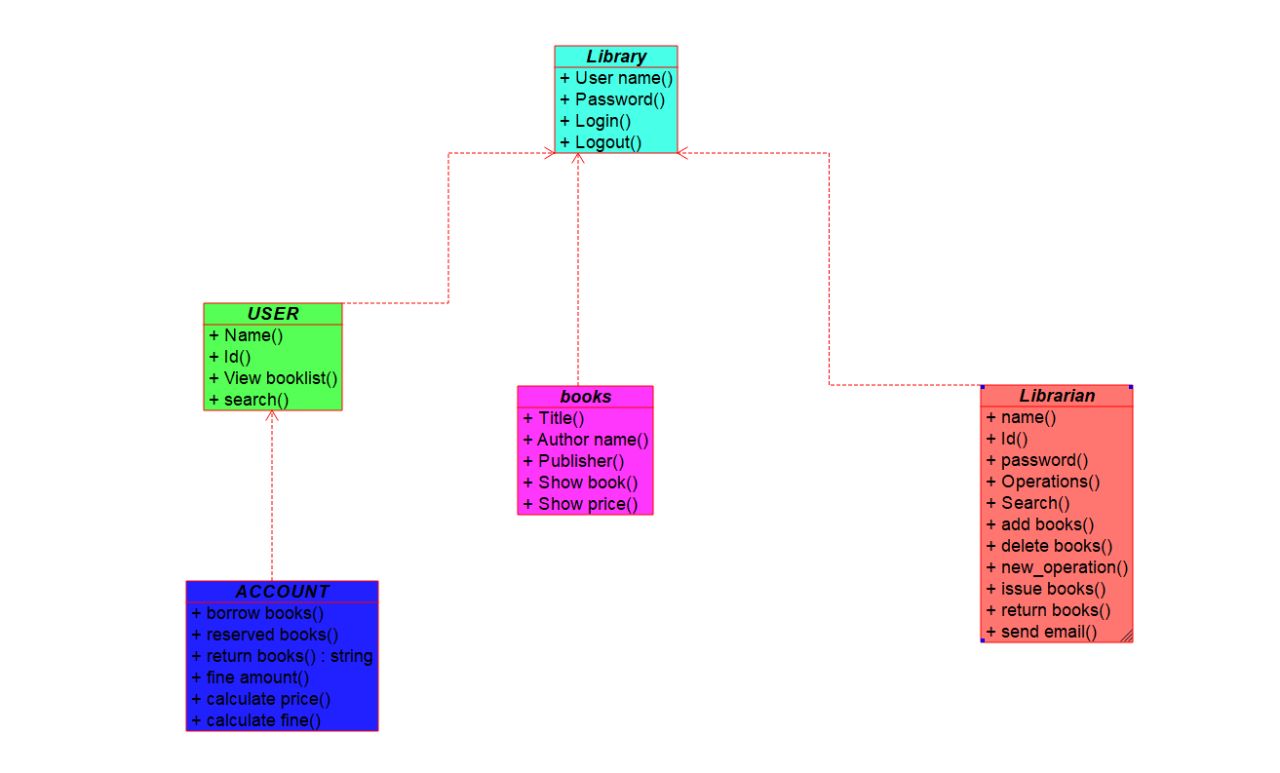 Library
+ User name()
+ Password()
+ Login()
+ Logout()
USER
+ Name()
+ Id()
+ View booklist()
+ search()
books
+ Title()
+ Author name()
+ Publisher()
+ Show book()
+ Show price()
Librarian
+ name()
+ Id()
+ password()
+ Operations()
+ Search()
+ add books()
+ delete books()
+ new_operation()
+ issue books()
+ return books()
+ send email()
ACCOUNT
+ borrow books()
+ reserved books()
+ return books() : string
+ fine amount()
+ calculate price()
+ calculate fine()